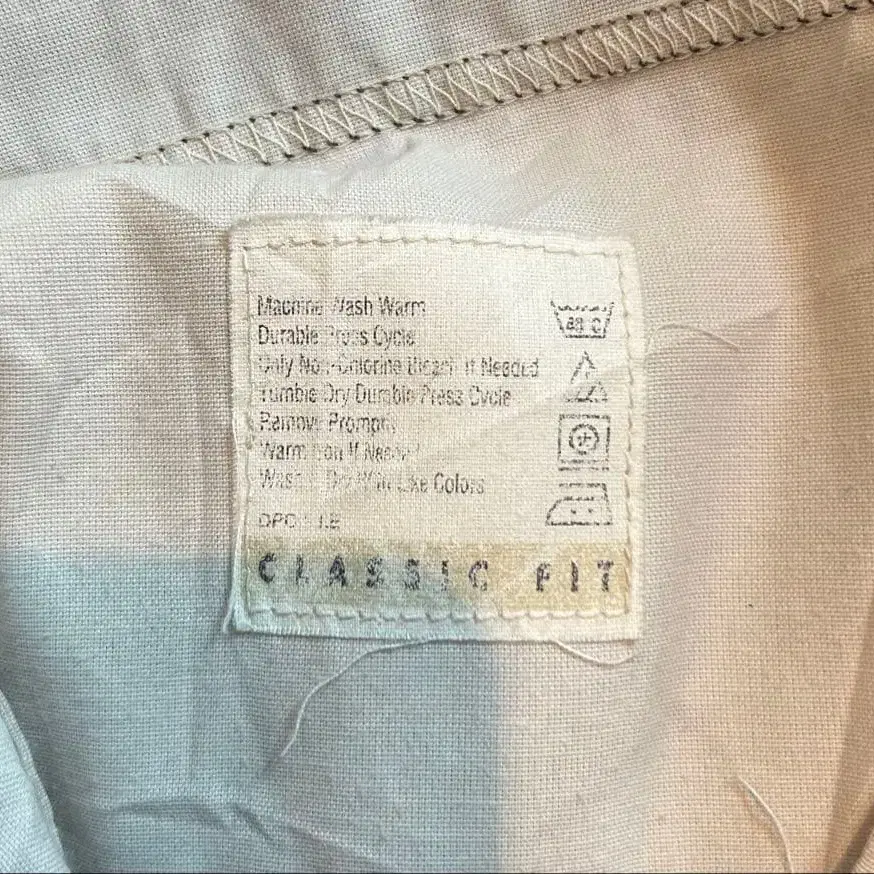 Machine Wash Warm
Durable Press Cycle
Only Non-Chlorine Bleach If Needed
Tumble Dry Durable Press Cycle
Remove Promptly
Warm Iron If Needed
Wash Dry With Like Colors
CLASSIC FIT